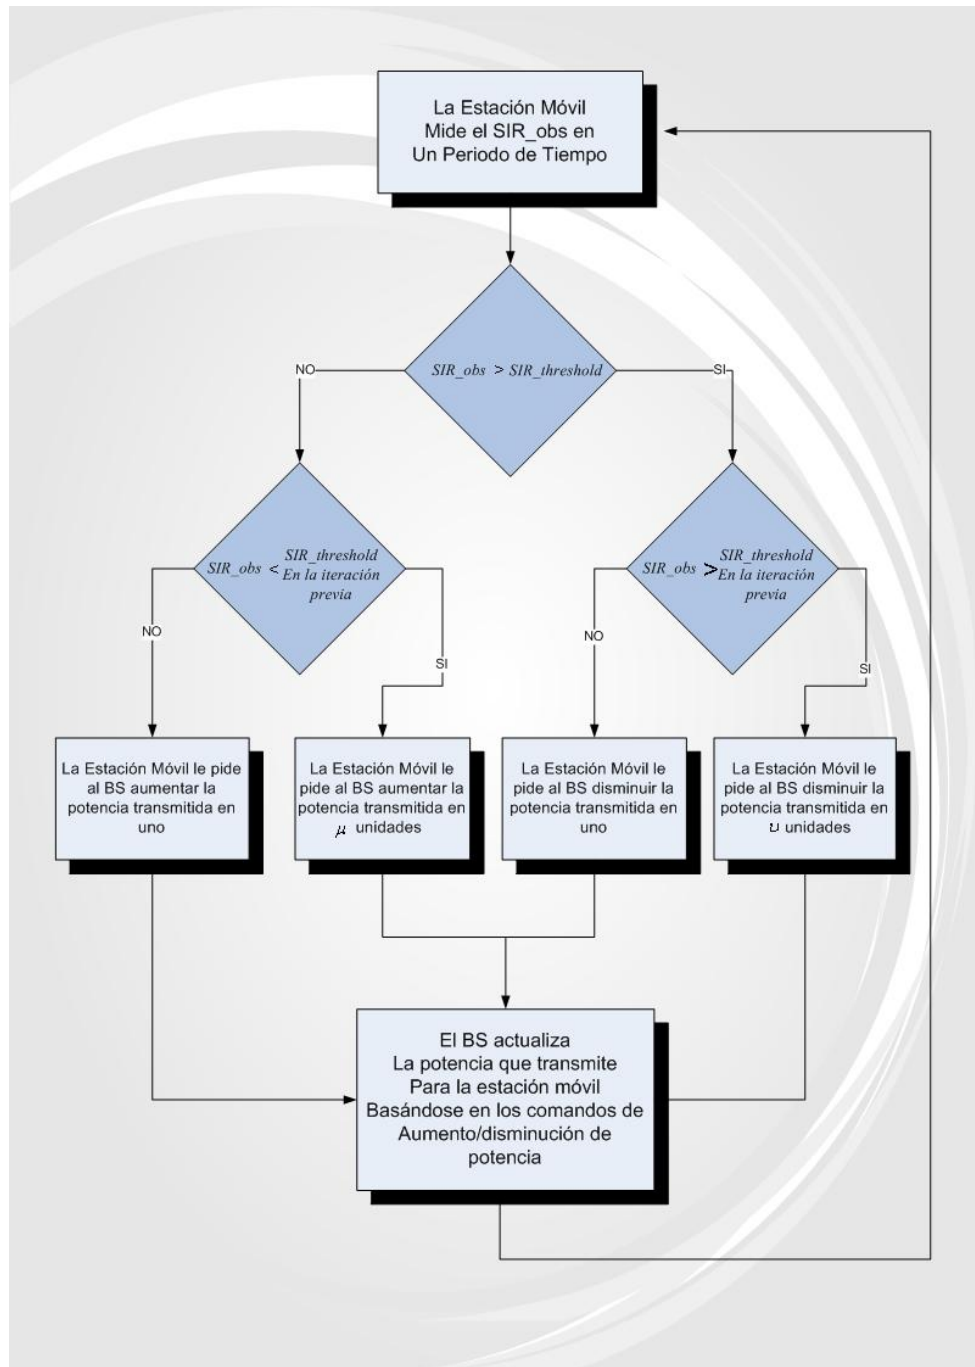 La Estación Móvil
Mide el SIR_obs en
Un Periodo de Tiempo
SIR_obs > SIR_threshold
NO
SI
SIR_obs < SIR_threshold
En la iteración
previa
SIR_obs > SIR_threshold
En la iteración
previa
NO
SI
NO
SI
La Estación Móvil le pide
al BS aumentar la
potencia transmitida en
uno
La Estación Móvil le
pide al BS aumentar la
potencia transmitida en
μ unidades
La Estación Móvil le
pide al BS disminuir la
potencia transmitida en
uno
La Estación Móvil le
pide al BS disminuir la
potencia transmitida en
υ unidades
El BS actualiza
La potencia que transmite
Para la estación móvil
Basándose en los comandos de
Aumento/disminución de
potencia